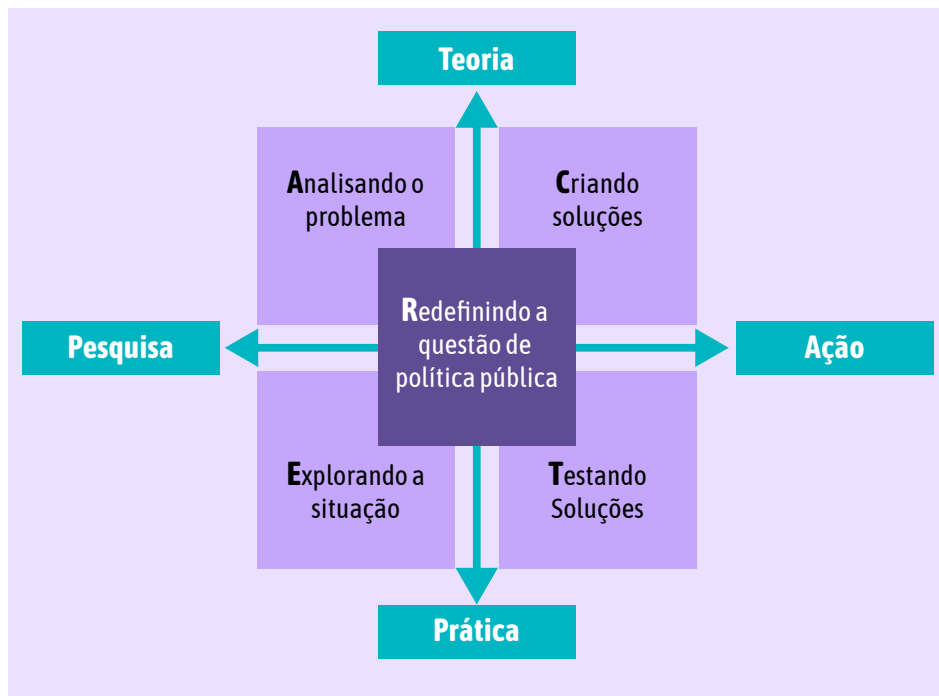 Teoria
Analisando o
problema
Criando
soluções
Redefinindo a
questão de
política pública
Pesquisa
Ação
Explorando a
situação
Testando
Soluções
Prática